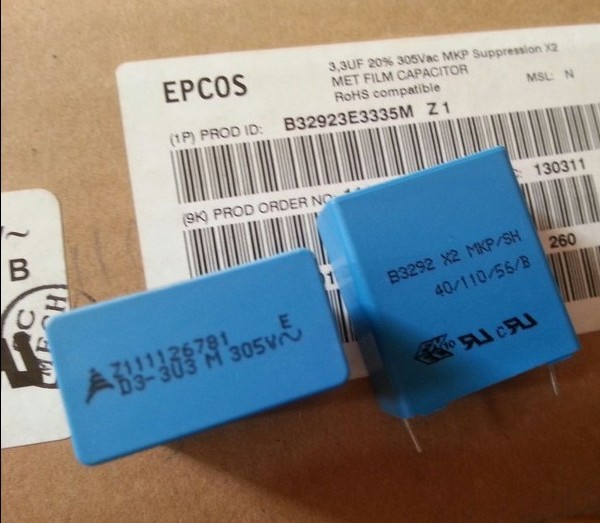 EPCOS
3,3UF 20% 305Vac MKP Suppression X2
MET FILM CAPACITOR
RoHS compatible
MSL: N
(1P) PROD ID: B32923E3335M Z 1
(9K) PROD ORDER NO
130311
260
B
B3292 X2 MKP/SH
40/110/56/B
Z111126781
D3-303 M 305V~
E